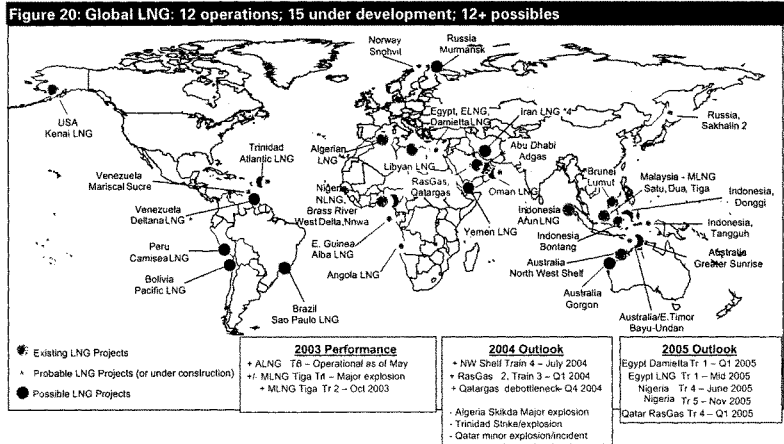 Figure 20: Global LNG: 12 operations; 15 under development; 12+ possibles
Norway
Snohvit
Russia
Murmansk
USA
Kenai LNG
Trinidad
Atlantic LNG
Venezuela
Mariscal Sucre
Venezuela
Deltana LNG
Peru
Camisea LNG
Bolivia
Pacific LNG
Brazil
Sao Paulo LNG
Algerian
LNG
Egypt, ELNG,
Damietta LNG
Libyan LNG
Iran LNG *4
Abu Dhabi
Adgas
RasGas,
Qatargas
Oman LNG
Yemen LNG
Nigeria
NLNG,
Brass River
West Delta, Nnwa
E. Guinea
Alba LNG
Angola LNG
Russia,
Sakhalin 2
Brunei
Lumut
Malaysia - MLNG
Satu, Dua, Tiga
Indonesia,
Donggi
Indonesia
Arun LNG
Indonesia,
Tangguh
Indonesia
Bontang
Australia
North West Shelf
Australia
Greater Sunrise
Australia
Gorgon
Australia/E.Timor
Bayu-Undan
Existing LNG Projects
Probable LNG Projects (or under construction)
Possible LNG Projects
2003 Performance
+ ALNG T3 – Operational as of May
+/- MLNG Tiga Tr1 – Major explosion
+ MLNG Tiga Tr 2 – Oct 2003
2004 Outlook
+ NW Shelf Train 4 – July 2004
+ RasGas 2, Train 3 – Q1 2004
+ Qatargas debottleneck- Q4 2004
- Algeria Skikda Major explosion
- Trinidad Strike/explosion
- Qatar minor explosion/incident
2005 Outlook
Egypt Damietta Tr 1 – Q1 2005
Egypt LNG Tr 1 – Mid 2005
Nigeria Tr 4 – June 2005
Nigeria Tr 5 – Nov 2005
Qatar RasGas Tr 4 – Q1 2005